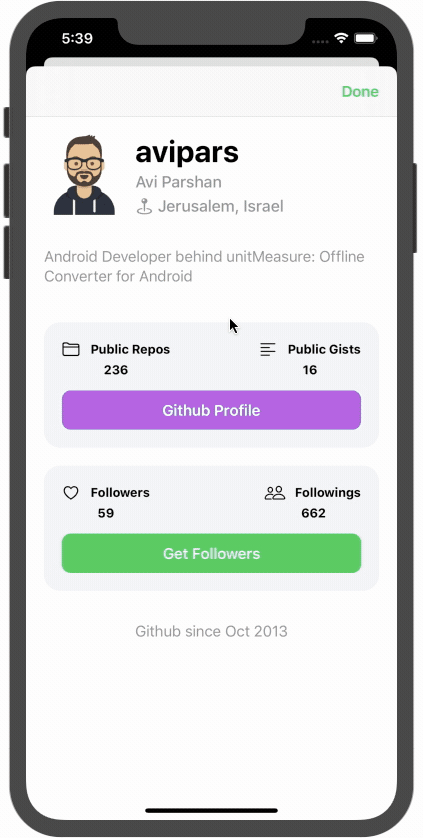 5:39
Done
avipars
Avi Parshan
Jerusalem, Israel
Android Developer behind unitMeasure: Offline
Converter for Android
Public Repos Public Gists
236 16
Github Profile
Followers Followings
59 662
Get Followers
Github since Oct 2013